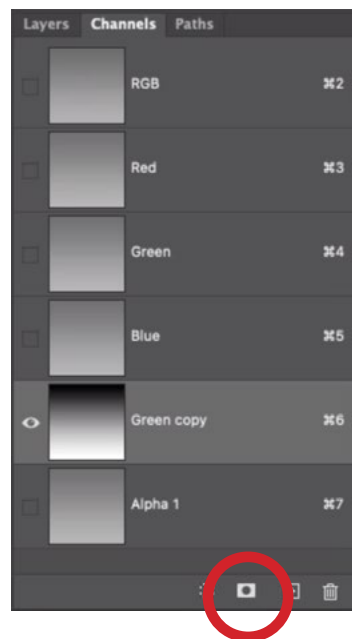 Layers Channels Paths
RGB ⌘2
Red ⌘3
Green ⌘4
Blue ⌘5
Green copy ⌘6
Alpha 1 ⌘7